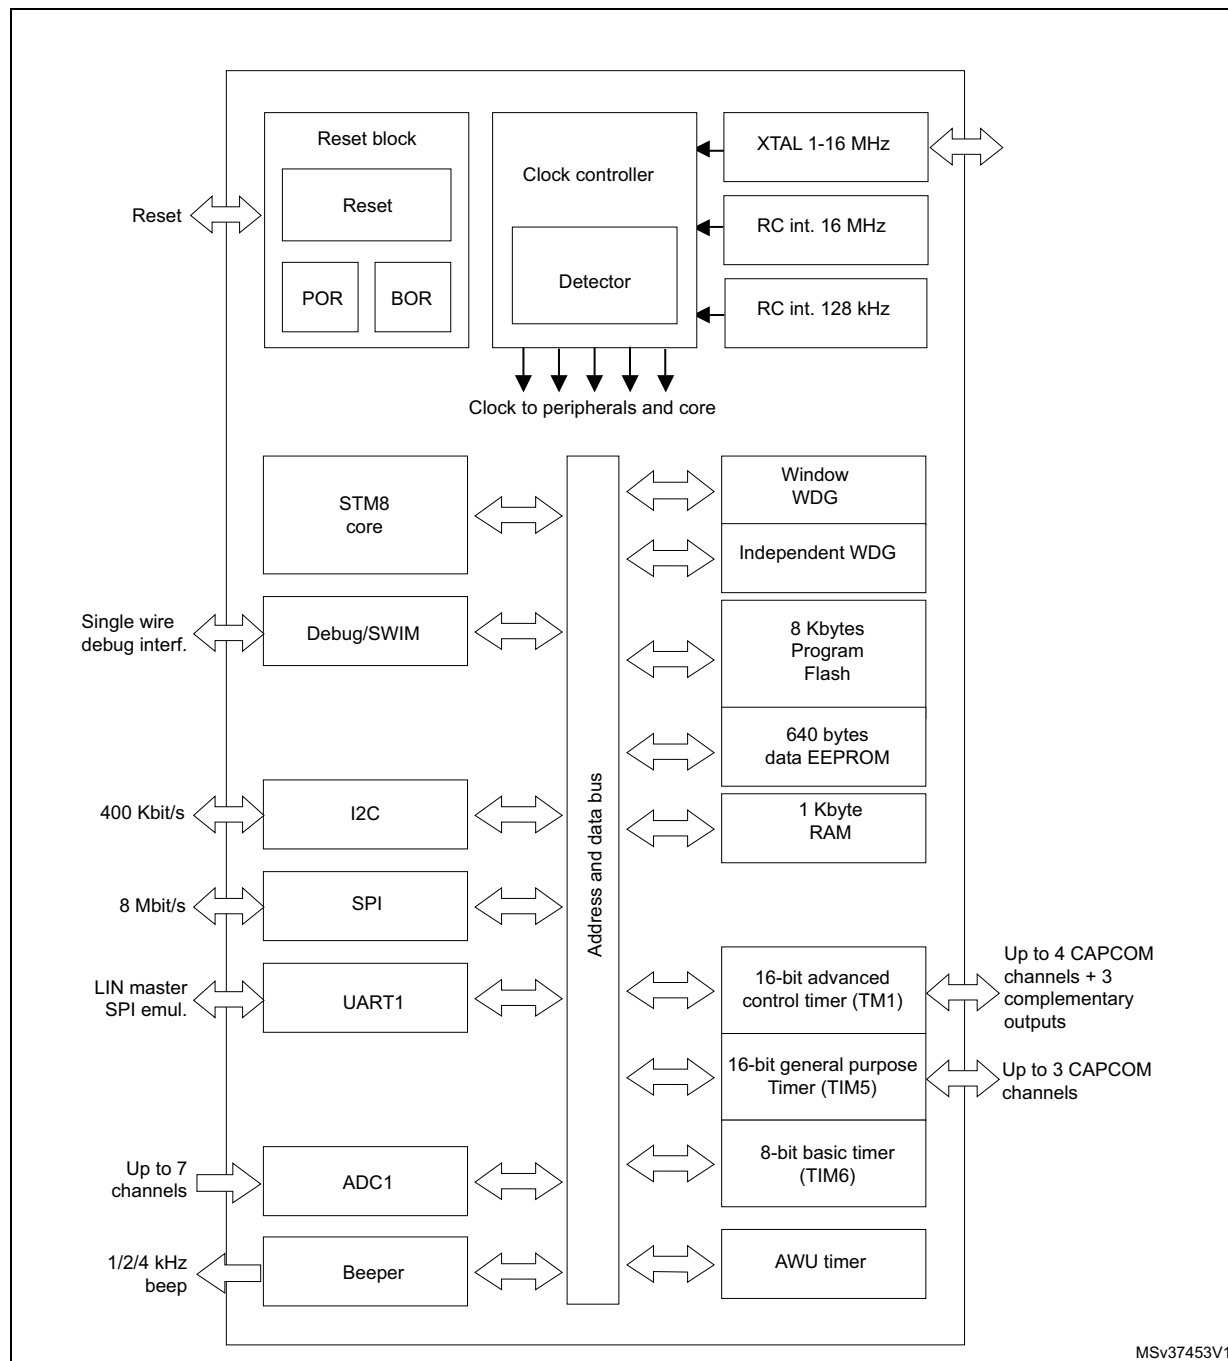 Reset block
Reset
POR
BOR
Reset
Clock controller
Detector
XTAL 1-16 MHz
RC int. 16 MHz
RC int. 128 kHz
Clock to peripherals and core
STM8
core
Single wire
debug interf.
Debug/SWIM
400 Kbit/s
I2C
8 Mbit/s
SPI
LIN master
SPI emul.
UART1
Up to 7
channels
ADC1
1/2/4 kHz
beep
Beeper
Address and data bus
Window
WDG
Independent WDG
8 Kbytes
Program
Flash
640 bytes
data EEPROM
1 Kbyte
RAM
16-bit advanced
control timer (TM1)
Up to 4 CAPCOM
channels + 3
complementary
outputs
16-bit general purpose
Timer (TIM5)
Up to 3 CAPCOM
channels
8-bit basic timer
(TIM6)
AWU timer
MSv37453V1